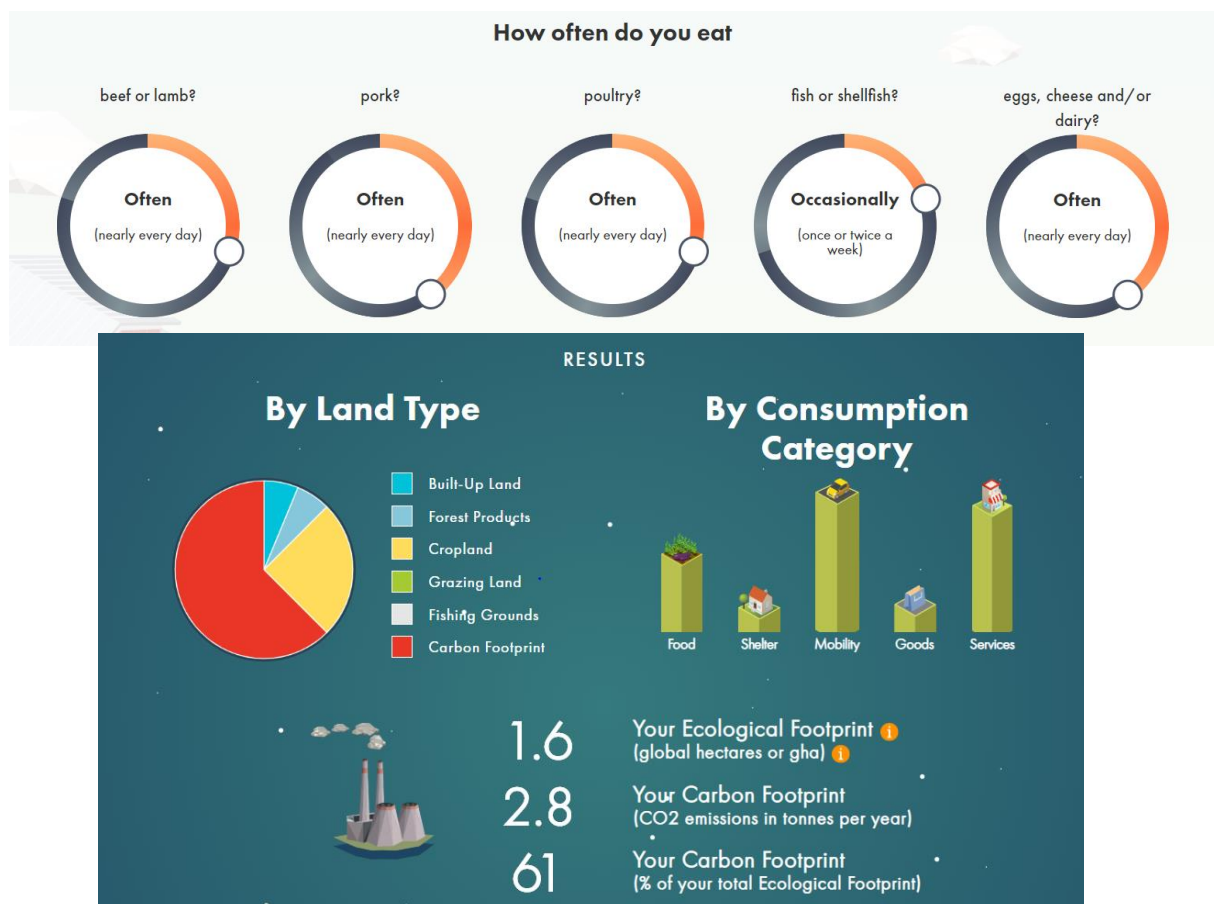 How often do you eat
beef or lamb?
pork?
poultry?
fish or shellfish?
eggs, cheese and/or
dairy?
Often
(nearly every day)
Often
(nearly every day)
Often
(nearly every day)
Occasionally
(once or twice a
week)
Often
(nearly every day)
RESULTS
By Land Type
Built-Up Land
Forest Products
Cropland
Grazing Land
Fishing Grounds
Carbon Footprint
By Consumption
Category
Food
Shelter
Mobility
Goods
Services
1.6
Your Ecological Footprint i
(global hectares or gha) i
2.8
Your Carbon Footprint
(CO2 emissions in tonnes per year)
61
Your Carbon Footprint
(% of your total Ecological Footprint)